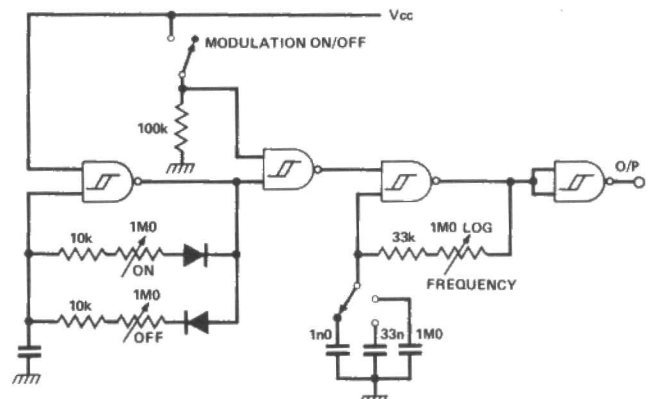 Vcc
MODULATION ON/OFF
100k
O/P
10k
1M0
ON
10k
1M0
OFF
33k
1M0 LOG
FREQUENCY
1n0
33n
1M0